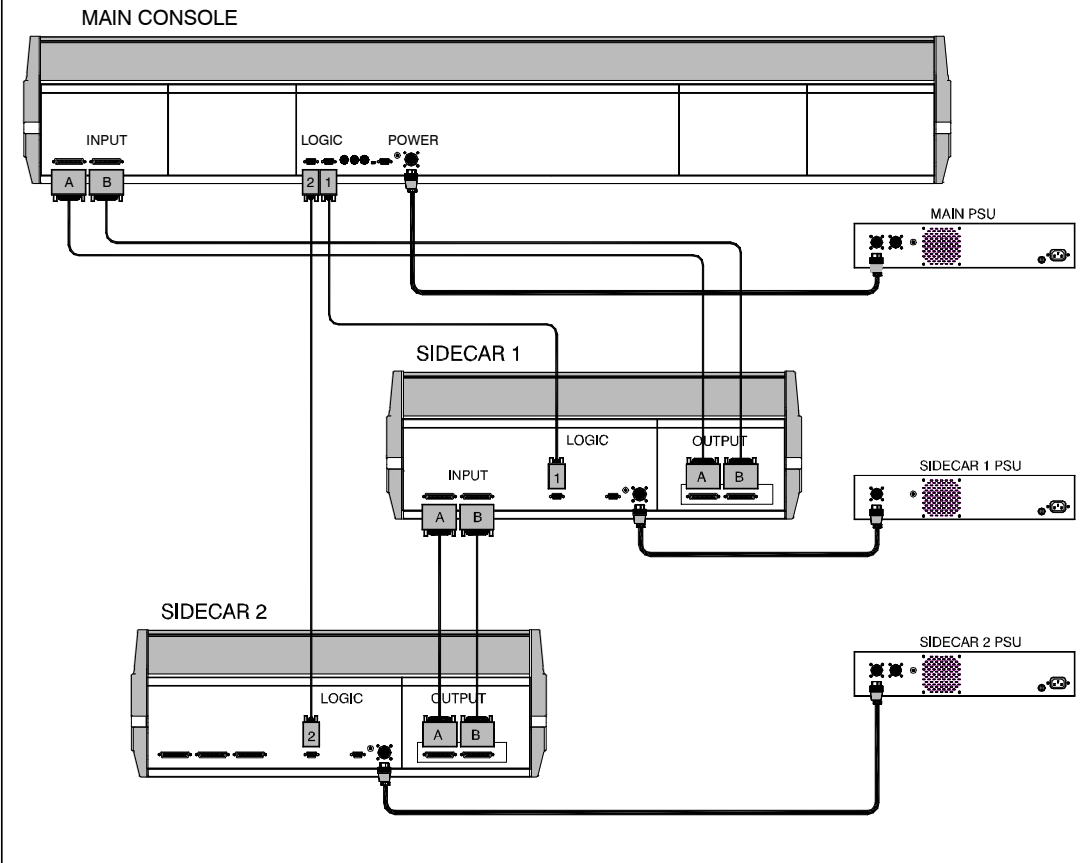 MAIN CONSOLE
INPUT
LOGIC
POWER
A
B
2
1
MAIN PSU
SIDECAR 1
LOGIC
OUTPUT
INPUT
1
A
B
A
B
SIDECAR 1 PSU
SIDECAR 2
LOGIC
OUTPUT
2
A
B
SIDECAR 2 PSU